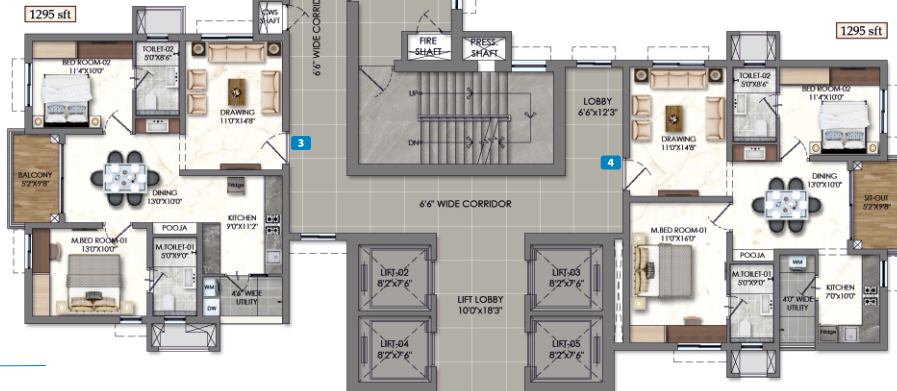 1295 sft
BED ROOM-02
11'4"X10'0"
TOILET-02
5'0"X8'6"
CWS
SHAFT
6'6" WIDE CORRID
DRAWING
11'0"X14'8"
3
BALCONY
5'2"X9'8"
DINING
13'0"X10'0"
Fridge
KITCHEN
9'0"X11'2"
POOJA
M.BED ROOM-01
13'0"X10'0"
M.TOILET-01
5'0"X9'0"
WM
DW
4'6" WIDE
UTILITY
FIRE
SHAFT
PRESS.
SHAFT
UP
DN
LOBBY
6'6"x12'3"
6'6" WIDE CORRIDOR
LIFT-02
8'2"x7'6"
LIFT-03
8'2"x7'6"
LIFT LOBBY
10'0"x18'3"
LIFT-04
8'2"x7'6"
LIFT-05
8'2"x7'6"
1295 sft
TOILET-02
5'0"X8'6"
BED ROOM-02
11'4"X10'0"
DRAWING
11'0"X14'8"
4
DINING
13'0"X10'0"
SIT-OUT
5'2"X9'8"
M.BED ROOM-01
11'0"X16'0"
POOJA
M.TOILET-01
5'0"X9'0"
WM
4'0" WIDE
UTILITY
KITCHEN
7'0"x10'0"
Fridge